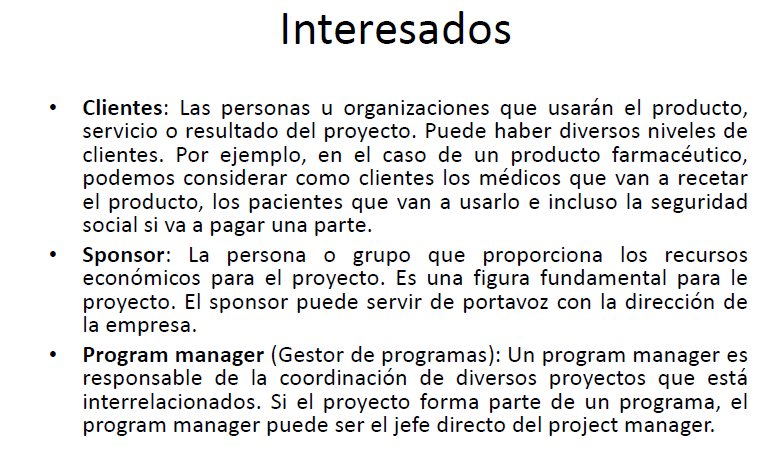 Interesados
• Clientes: Las personas u organizaciones que usarán el producto,
servicio o resultado del proyecto. Puede haber diversos niveles de
clientes. Por ejemplo, en el caso de un producto farmacéutico,
podemos considerar como clientes los médicos que van a recetar
el producto, los pacientes que van a usarlo e incluso la seguridad
social si va a pagar una parte.
• Sponsor: La persona o grupo que proporciona los recursos
económicos para el proyecto. Es una figura fundamental para le
proyecto. El sponsor puede servir de portavoz con la dirección de
la empresa.
• Program manager (Gestor de programas): Un program manager es
responsable de la coordinación de diversos proyectos que está
interrelacionados. Si el proyecto forma parte de un programa, el
program manager puede ser el jefe directo del project manager.